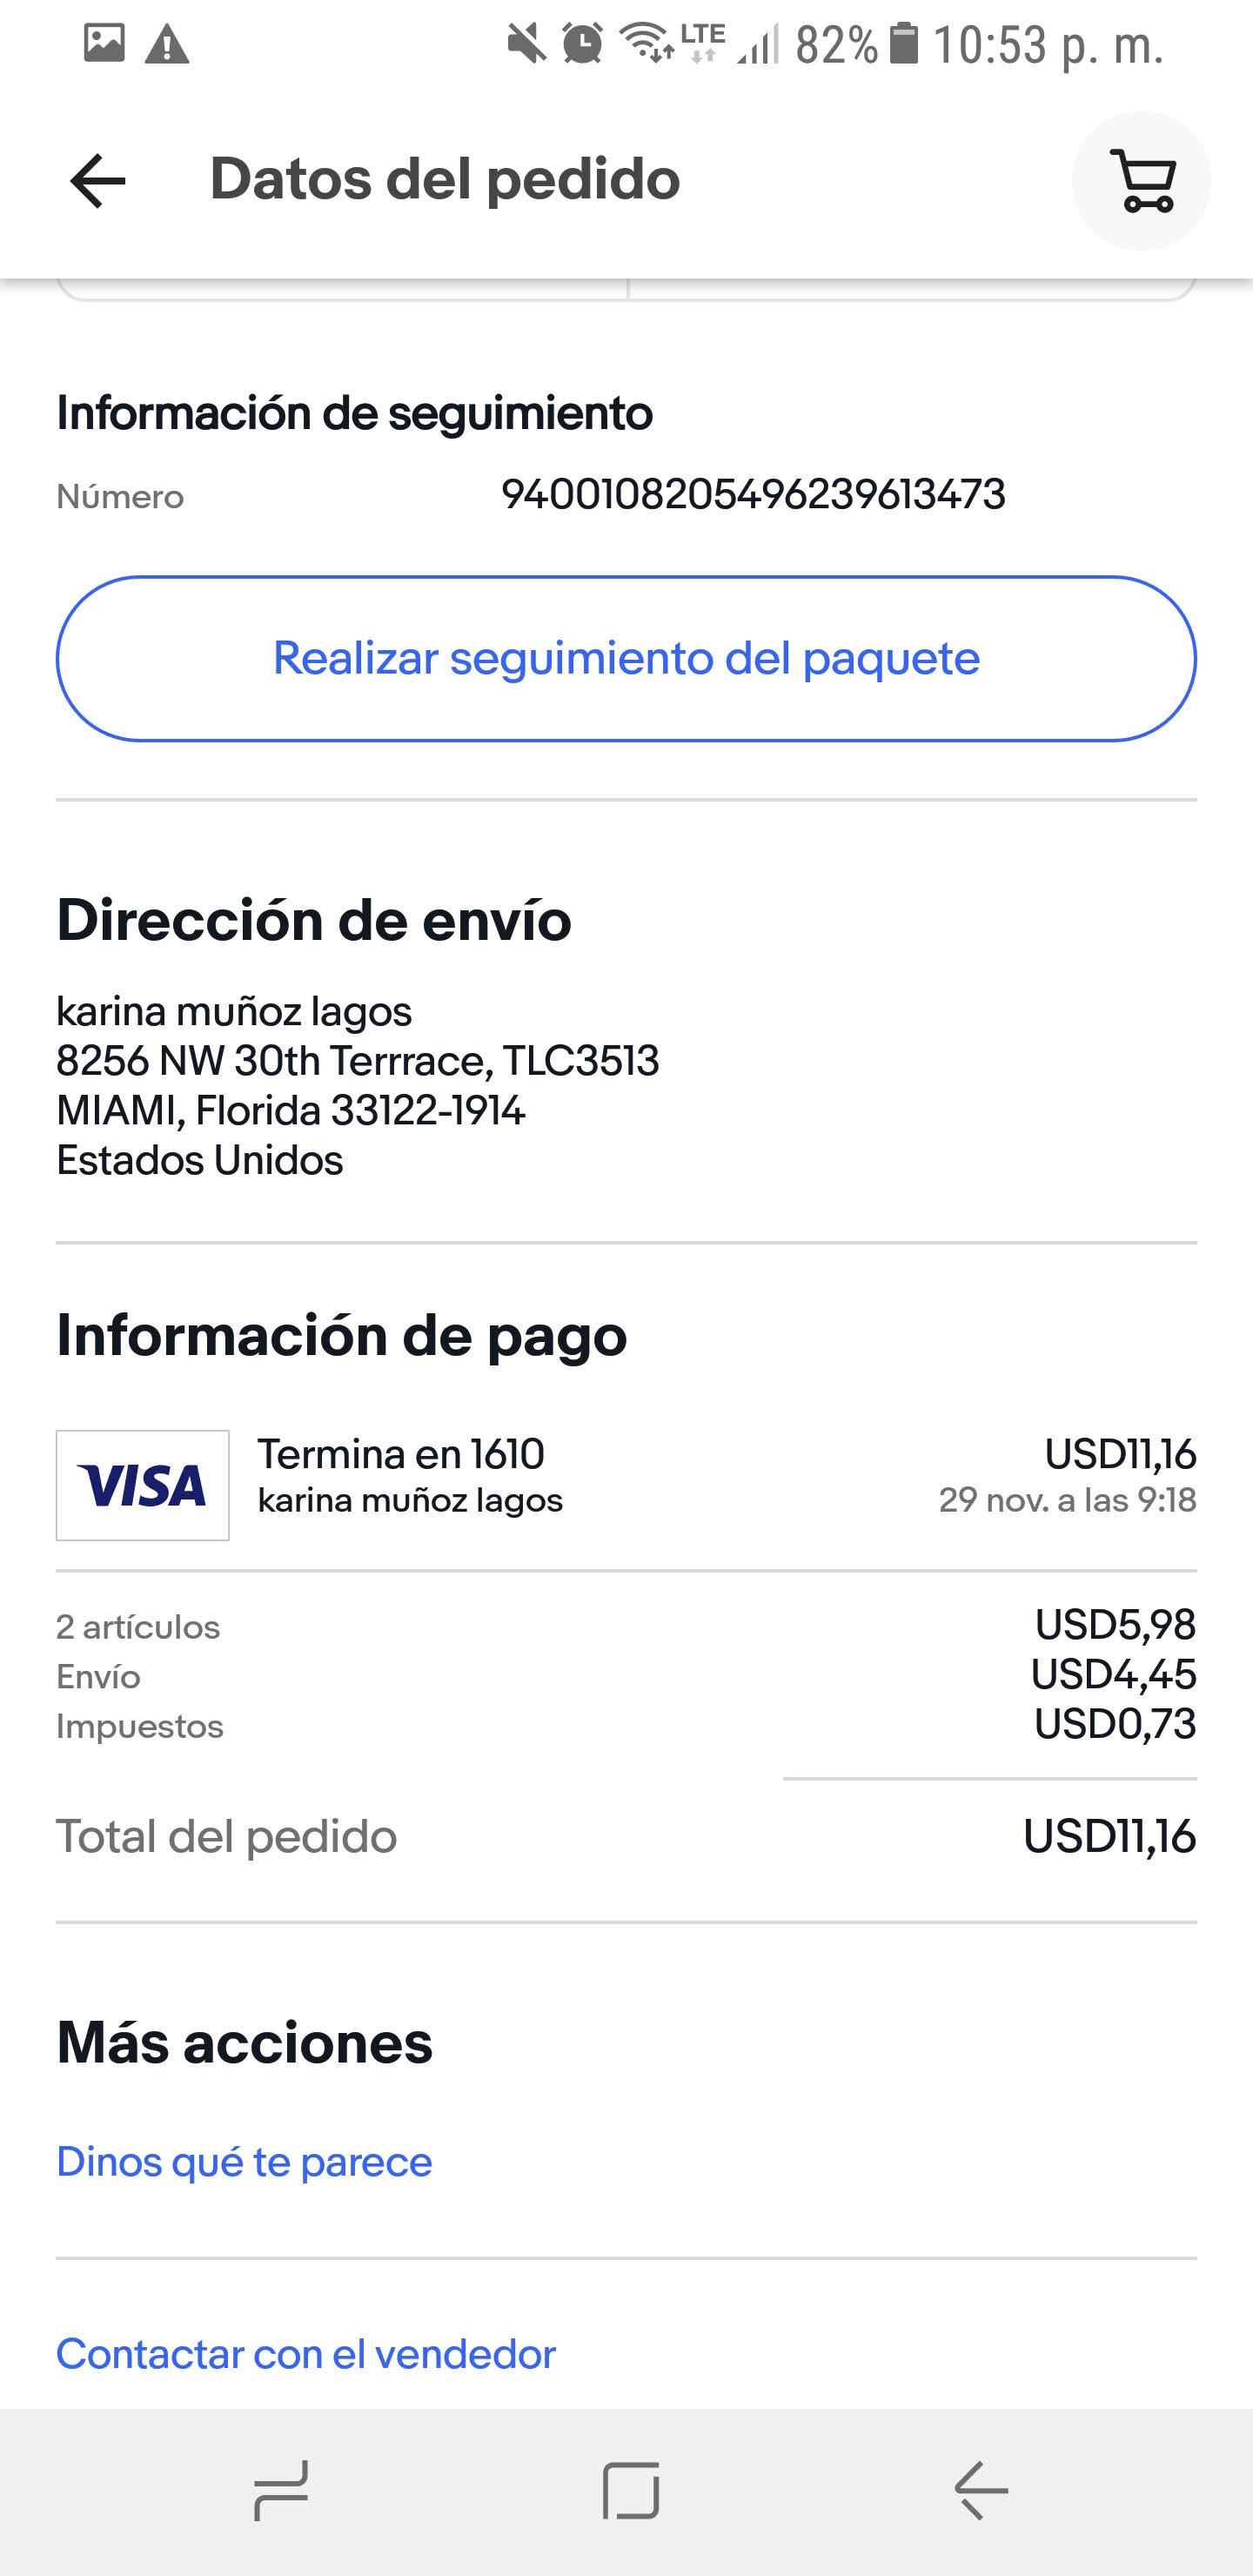 LTE 82% 10:53 p. m.
Datos del pedido
Información de seguimiento
Número 9400108205496239613473
Realizar seguimiento del paquete
Dirección de envío
karina muñoz lagos
8256 NW 30th Terrrace, TLC3513
MIAMI, Florida 33122-1914
Estados Unidos
Información de pago
VISA Termina en 1610 USD11,16
karina muñoz lagos 29 nov. a las 9:18
2 artículos USD5,98
Envío USD4,45
Impuestos USD0,73
Total del pedido USD11,16
Más acciones
Dinos qué te parece
Contactar con el vendedor